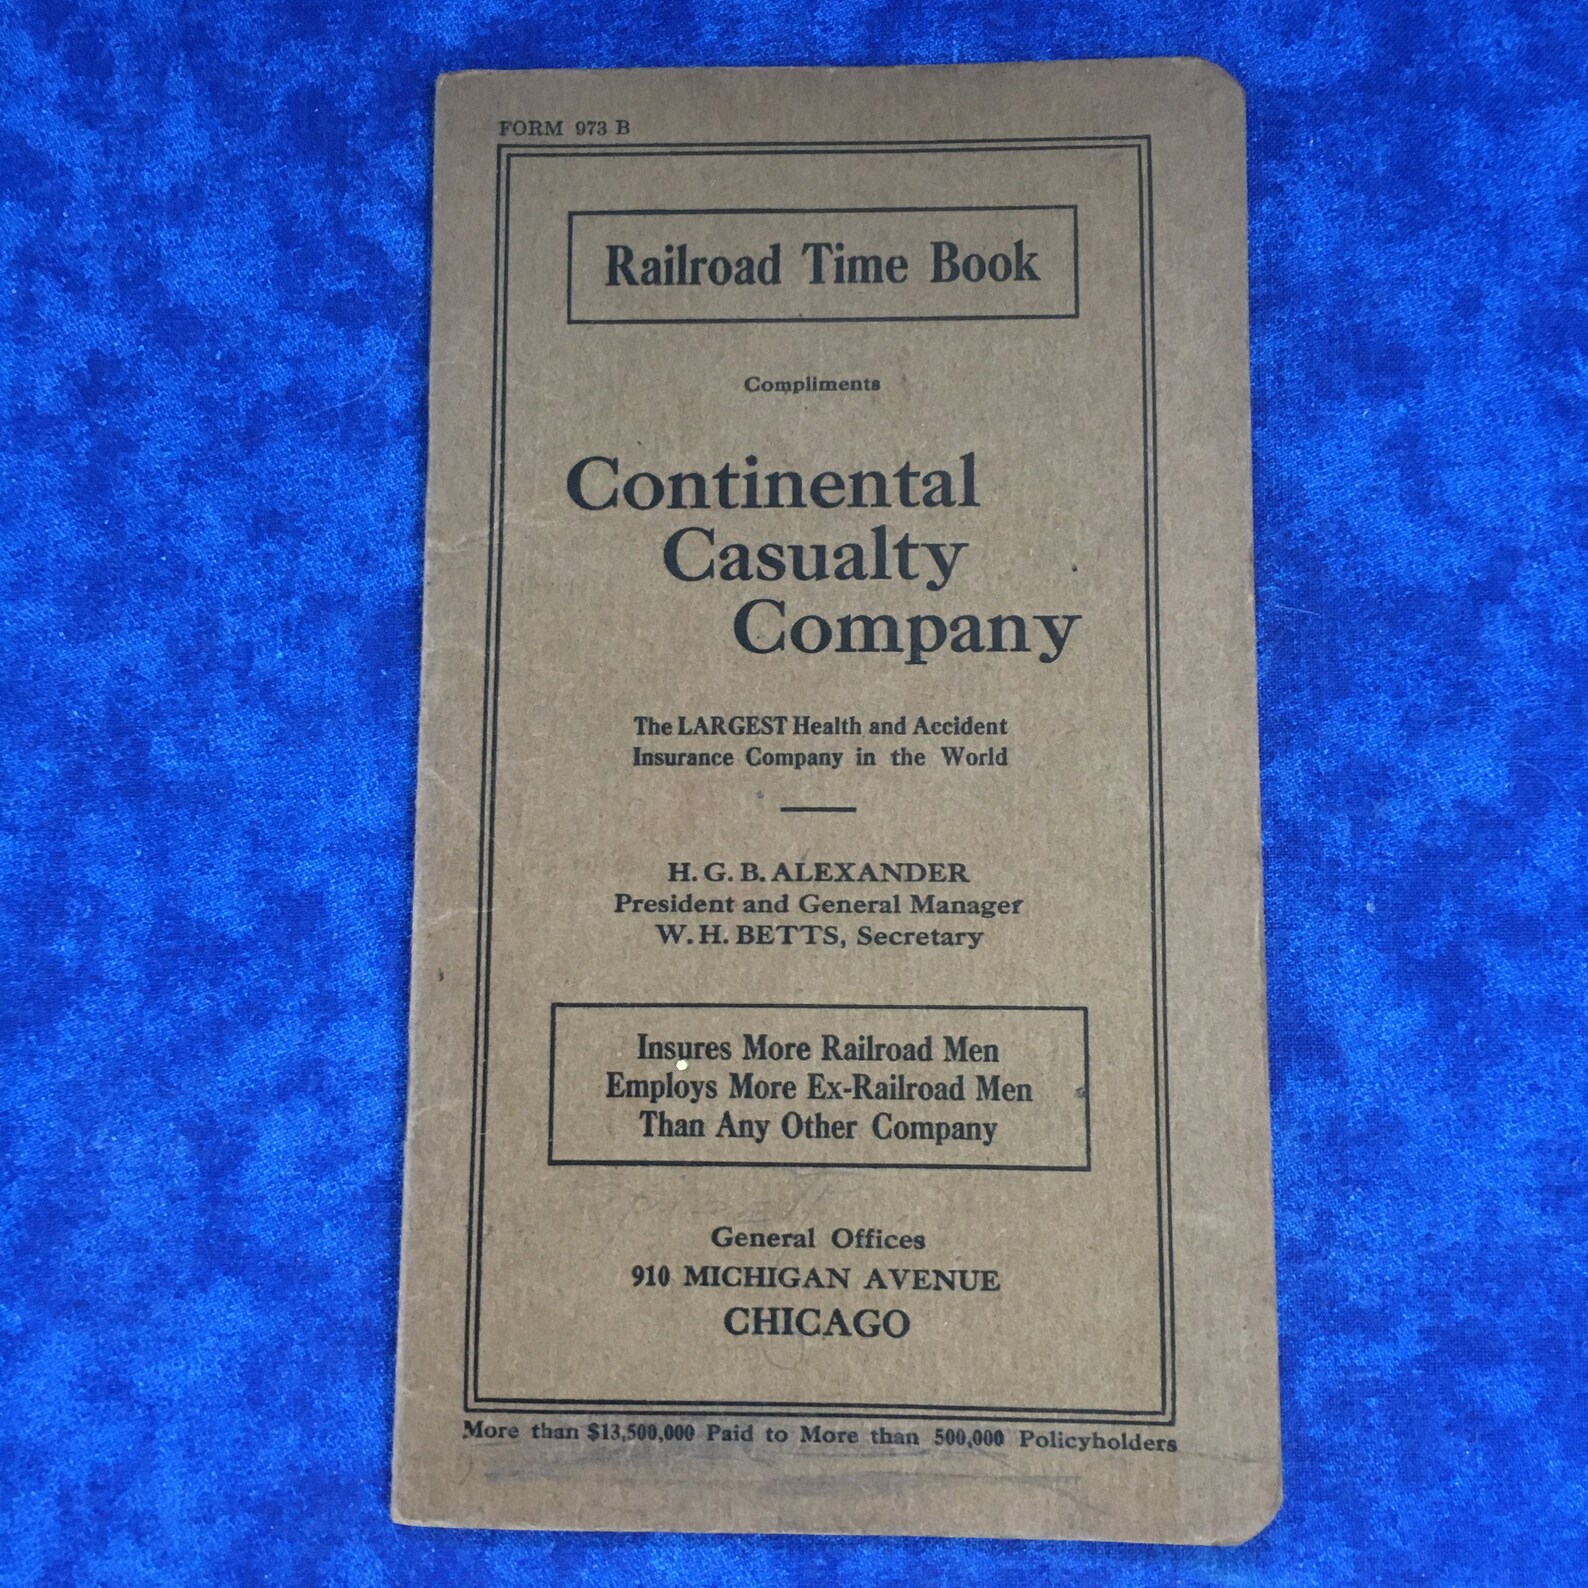 FORM 973 B
Railroad Time Book
Compliments
Continental
Casualty
Company
The LARGEST Health and Accident
Insurance Company in the World
H. G. B. ALEXANDER
President and General Manager
W. H. BETTS, Secretary
Insures More Railroad Men
Employs More Ex-Railroad Men
Than Any Other Company
General Offices
910 MICHIGAN AVENUE
CHICAGO
More than $13,500,000 Paid to More than 500,000 Policyholders